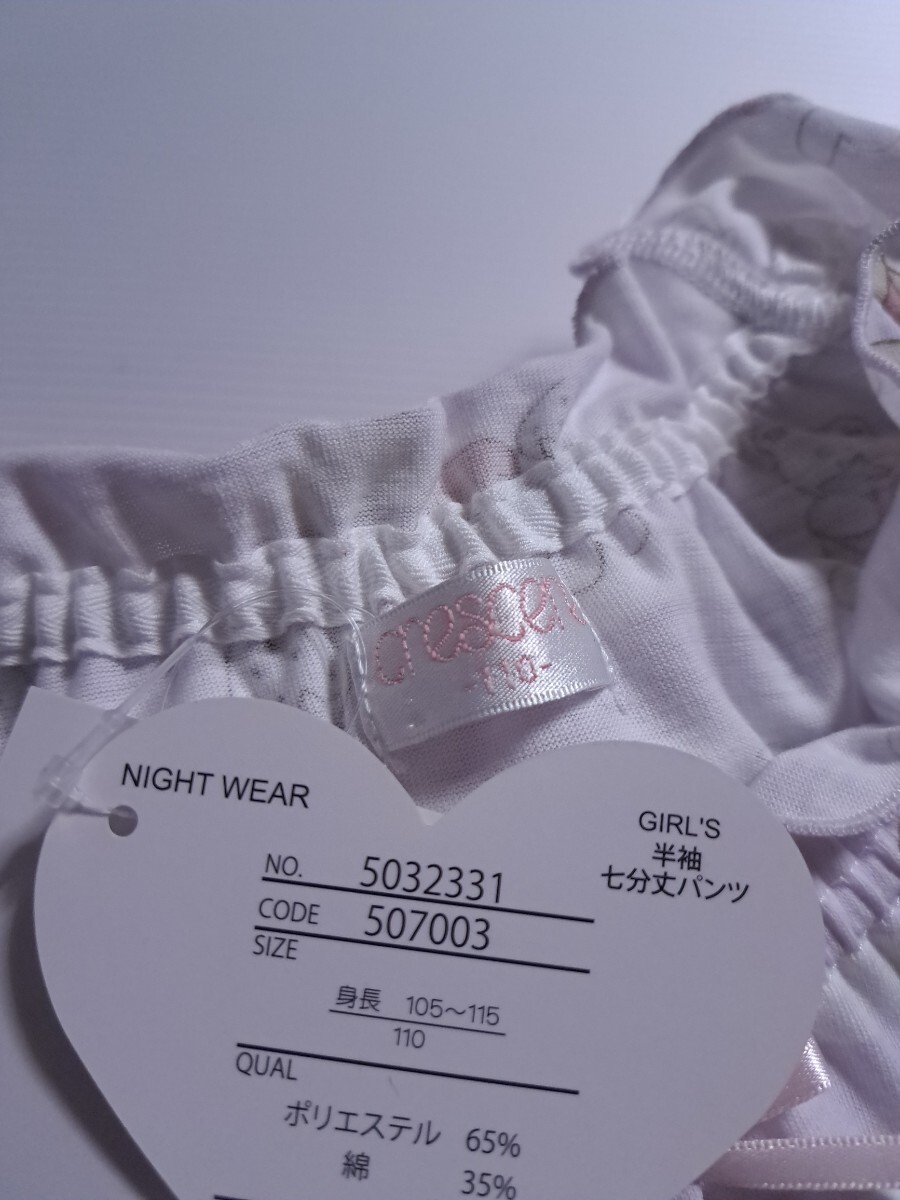 -110-
NIGHT WEAR
GIRL'S
半袖
七分丈パンツ
NO. 5032331
CODE 507003
SIZE
身長 105～115
110
QUAL
ポリエステル 65%
綿 35%